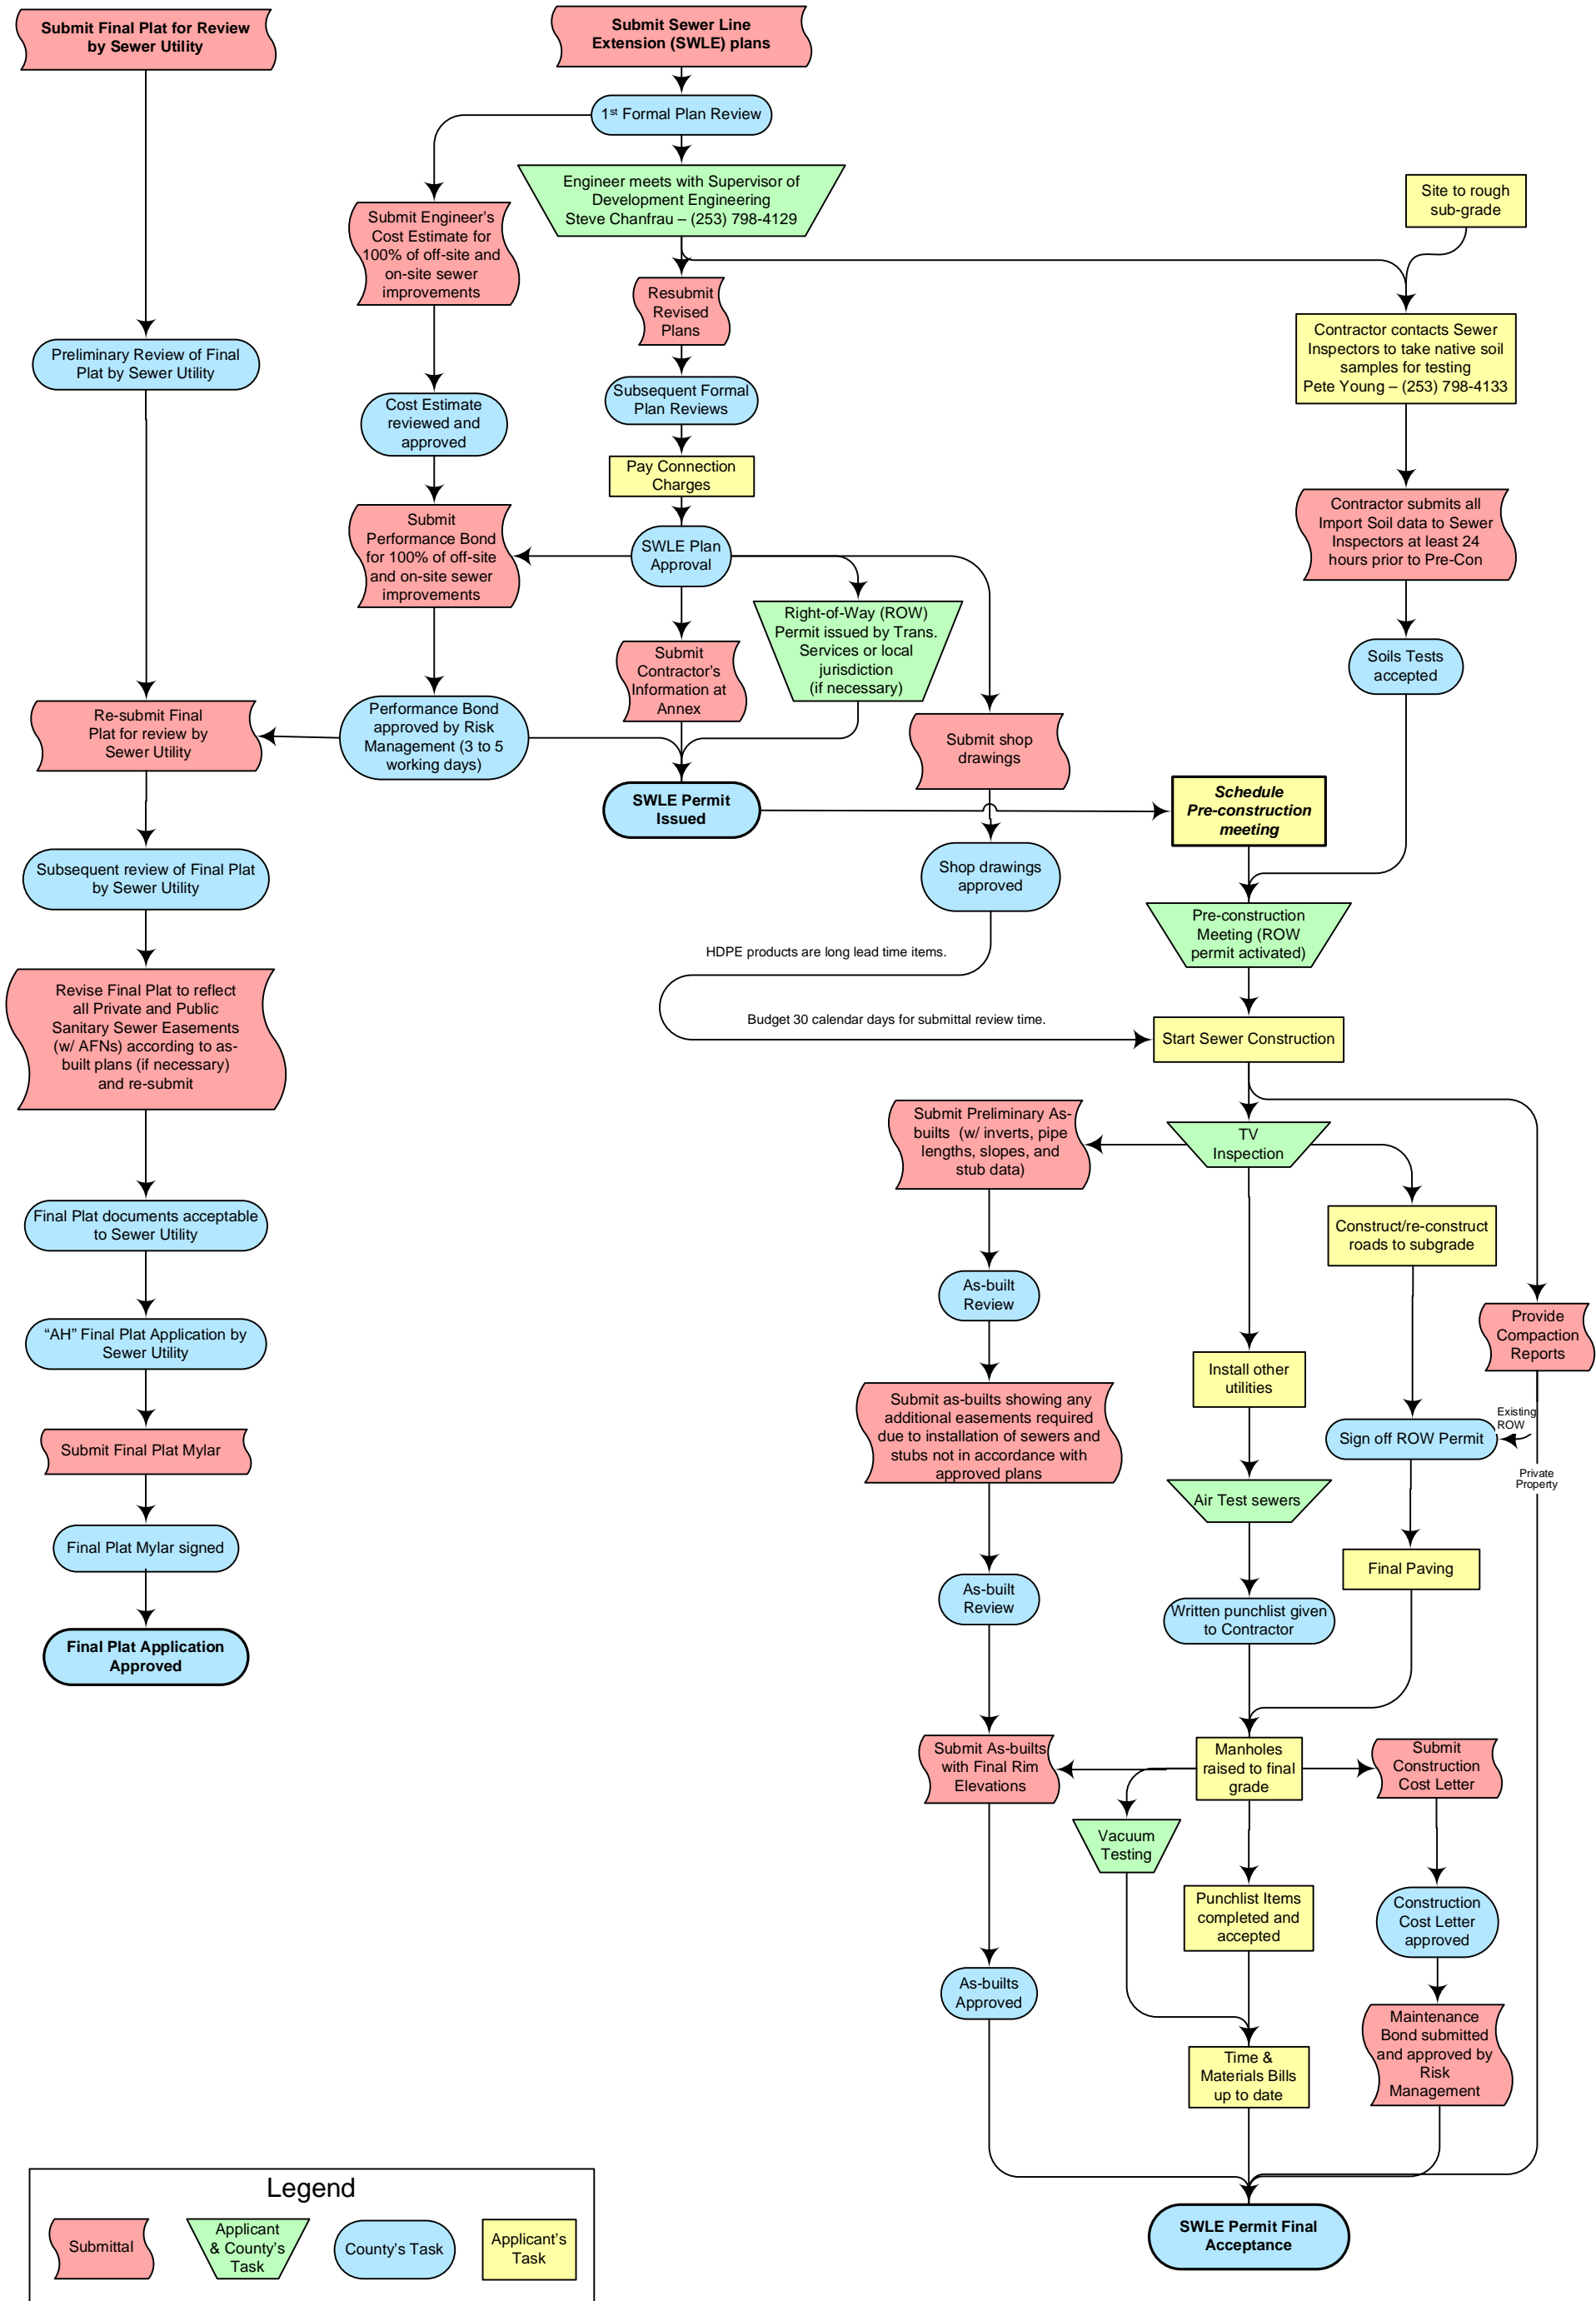 Submit Final Plat for Review
by Sewer Utility
Preliminary Review of Final
Plat by Sewer Utility
Re-submit Final
Plat for review by
Sewer Utility
Subsequent review of Final Plat
by Sewer Utility
Revise Final Plat to reflect
all Private and Public
Sanitary Sewer Easements
(w/ AFNs) according to as-
built plans (if necessary)
and re-submit
Final Plat documents acceptable
to Sewer Utility
“AH” Final Plat Application by
Sewer Utility
Submit Final Plat Mylar
Final Plat Mylar signed
Final Plat Application
Approved
Submit Sewer Line
Extension (SWLE) plans
1st Formal Plan Review
Engineer meets with Supervisor of
Development Engineering
Steve Chanfrau – (253) 798-4129
Submit Engineer’s
Cost Estimate for
100% of off-site and
on-site sewer
improvements
Cost Estimate
reviewed and
approved
Submit
Performance Bond
for 100% of off-site
and on-site sewer
improvements
Performance Bond
approved by Risk
Management (3 to 5
working days)
Resubmit
Revised
Plans
Subsequent Formal
Plan Reviews
Pay Connection
Charges
SWLE Plan
Approval
Submit
Contractor’s
Information at
Annex
Right-of-Way (ROW)
Permit issued by Trans.
Services or local
jurisdiction
(if necessary)
SWLE Permit
Issued
Submit shop
drawings
Shop drawings
approved
HDPE products are long lead time items.
Budget 30 calendar days for submittal review time.
Site to rough
sub-grade
Contractor contacts Sewer
Inspectors to take native soil
samples for testing
Pete Young – (253) 798-4133
Contractor submits all
Import Soil data to Sewer
Inspectors at least 24
hours prior to Pre-Con
Soils Tests
accepted
Schedule
Pre-construction
meeting
Pre-construction
Meeting (ROW
permit activated)
Start Sewer Construction
TV
Inspection
Submit Preliminary As-
builts (w/ inverts, pipe
lengths, slopes, and
stub data)
As-built
Review
Submit as-builts showing any
additional easements required
due to installation of sewers and
stubs not in accordance with
approved plans
As-built
Review
Submit As-builts
with Final Rim
Elevations
As-builts
Approved
Install other
utilities
Air Test sewers
Written punchlist given
to Contractor
Manholes
raised to final
grade
Vacuum
Testing
Punchlist Items
completed and
accepted
Time &
Materials Bills
up to date
Construct/re-construct
roads to subgrade
Sign off ROW Permit
Final Paving
Provide
Compaction
Reports
Existing
ROW
Private
Property
Submit
Construction
Cost Letter
Construction
Cost Letter
approved
Maintenance
Bond submitted
and approved by
Risk
Management
SWLE Permit Final
Acceptance
Legend
Submittal
Applicant
& County’s
Task
County’s Task
Applicant’s
Task